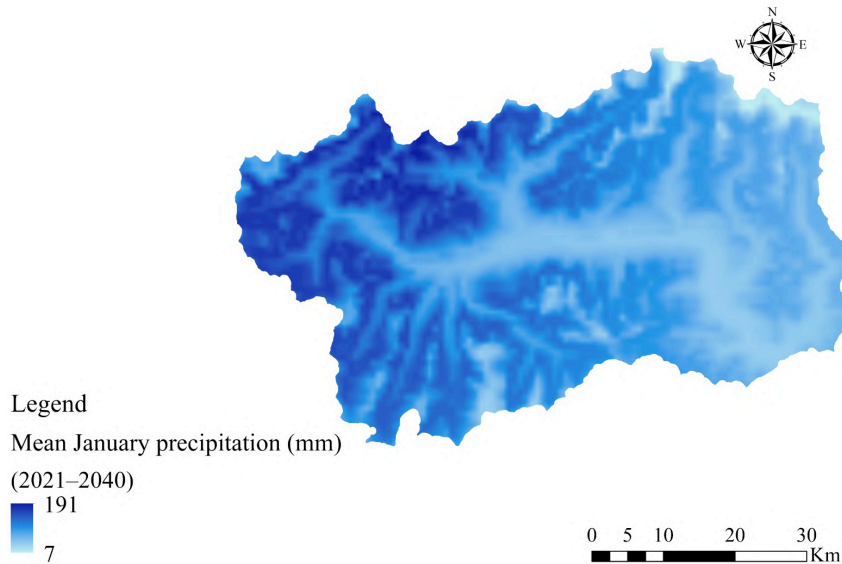 N
W E
S
Legend
Mean January precipitation (mm)
(2021–2040)
191
7
0 5 10 20 30
Km